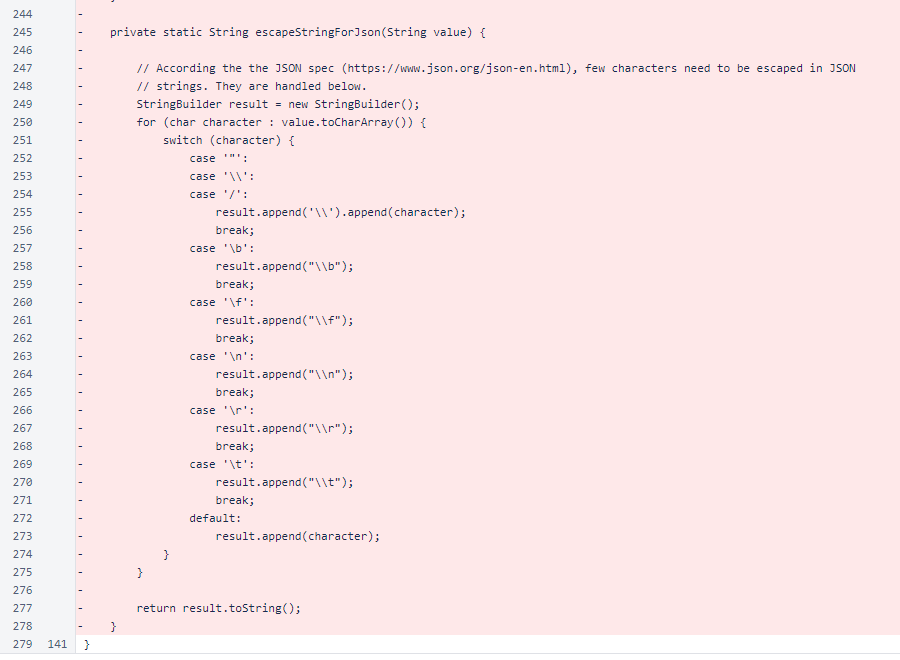 244 -
245 - private static String escapeStringForJson(String value) {
246 -
247 - // According the the JSON spec (https://www.json.org/json-en.html), few characters need to be escaped in JSON
248 - // strings. They are handled below.
249 - StringBuilder result = new StringBuilder();
250 - for (char character : value.toCharArray()) {
251 - switch (character) {
252 - case '"':
253 - case '\\':
254 - case '/':
255 - result.append('\\').append(character);
256 - break;
257 - case '\b':
258 - result.append("\\b");
259 - break;
260 - case '\f':
261 - result.append("\\f");
262 - break;
263 - case '\n':
264 - result.append("\\n");
265 - break;
266 - case '\r':
267 - result.append("\\r");
268 - break;
269 - case '\t':
270 - result.append("\\t");
271 - break;
272 - default:
273 - result.append(character);
274 - }
275 - }
276 -
277 - return result.toString();
278 - }
279 141 }